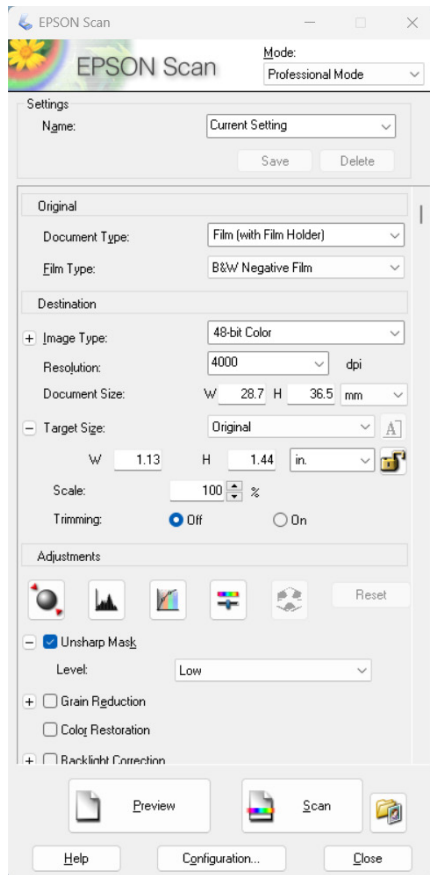 EPSON Scan
EPSON Scan
Mode:
Professional Mode
Settings
Name:
Current Setting
Save
Delete
Original
Document Type:
Film (with Film Holder)
Film Type:
B&W Negative Film
Destination
Image Type:
48-bit Color
Resolution:
4000
dpi
Document Size:
W 28.7 H 36.5 mm
Target Size:
Original
A
W 1.13 H 1.44 in.
Scale:
100 %
Trimming:
Off
On
Adjustments
Reset
Unsharp Mask
Level:
Low
Grain Reduction
Color Restoration
Backlight Correction
Preview
Scan
Help
Configuration...
Close